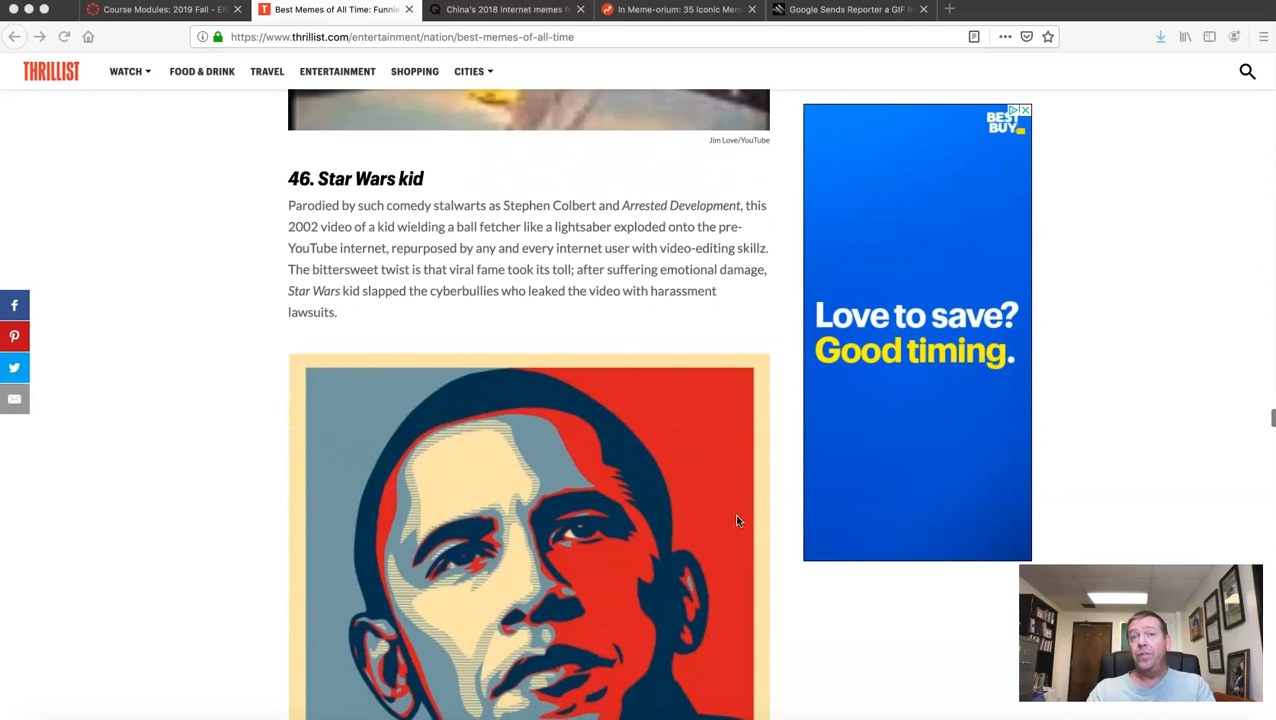 Course Modules: 2019 Fall - EN
Best Memes of All Time: Funnie
China's 2018 internet memes f
In Meme-orium: 35 Iconic Mem
Google Sends Reporter a GIF I
https://www.thrillist.com/entertainment/nation/best-memes-of-all-time
THRILLIST
WATCH
FOOD & DRINK
TRAVEL
ENTERTAINMENT
SHOPPING
CITIES
Jim Love/YouTube
46. Star Wars kid
Parodied by such comedy stalwarts as Stephen Colbert and Arrested Development, this
2002 video of a kid wielding a ball fetcher like a lightsaber exploded onto the pre-
YouTube internet, repurposed by any and every internet user with video-editing skillz.
The bittersweet twist is that viral fame took its toll; after suffering emotional damage,
Star Wars kid slapped the cyberbullies who leaked the video with harassment
lawsuits.
BEST
BUY
Love to save?
Good timing.